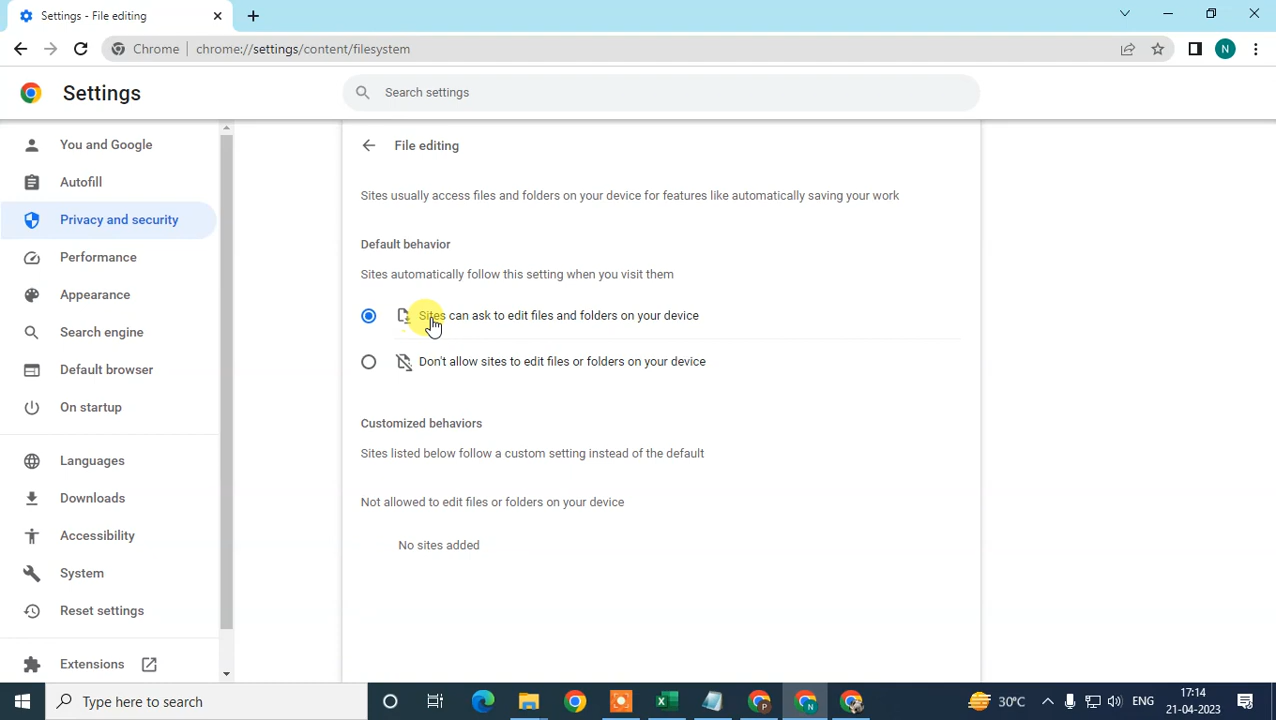 Settings - File editing
Chrome
chrome://settings/content/filesystem
N
Settings
Search settings
You and Google
Autofill
Privacy and security
Performance
Appearance
Search engine
Default browser
On startup
Languages
Downloads
Accessibility
System
Reset settings
Extensions
File editing
Sites usually access files and folders on your device for features like automatically saving your work
Default behavior
Sites automatically follow this setting when you visit them
Sites can ask to edit files and folders on your device
Don't allow sites to edit files or folders on your device
Customized behaviors
Sites listed below follow a custom setting instead of the default
Not allowed to edit files or folders on your device
No sites added
Type here to search
P
N
30°C
ENG
17:14
21-04-2023